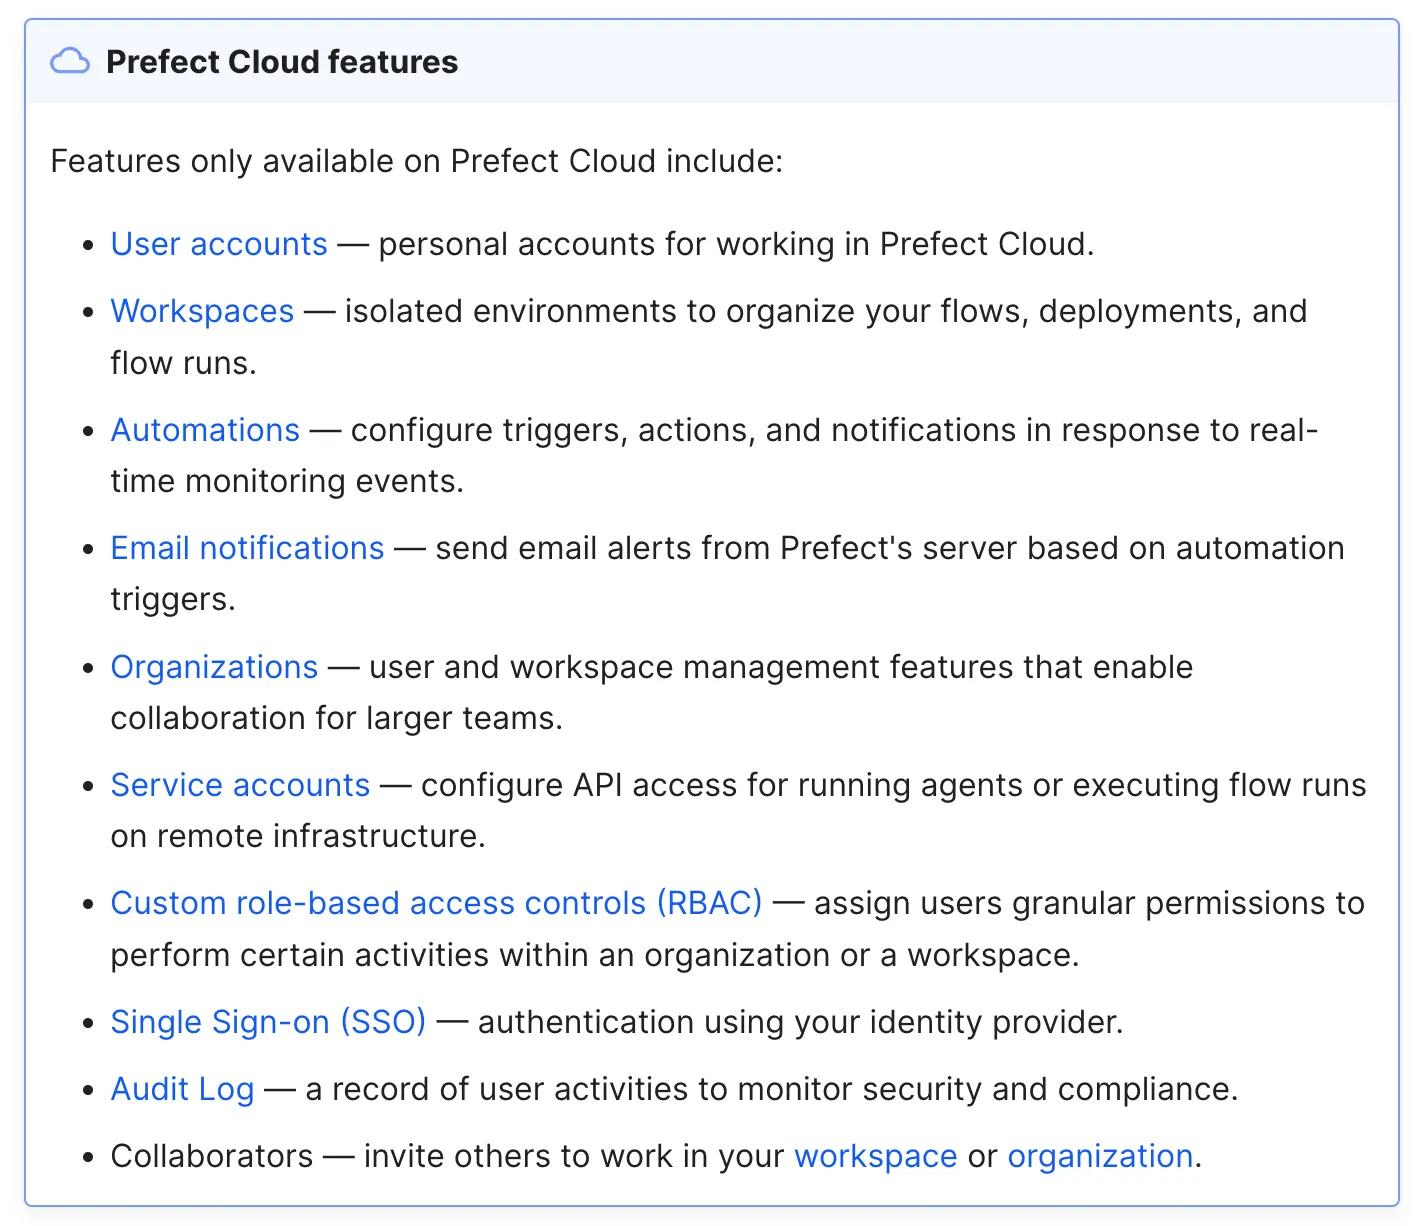 Prefect Cloud features
Features only available on Prefect Cloud include:
• User accounts — personal accounts for working in Prefect Cloud.
• Workspaces — isolated environments to organize your flows, deployments, and
flow runs.
• Automations — configure triggers, actions, and notifications in response to real-
time monitoring events.
• Email notifications — send email alerts from Prefect's server based on automation
triggers.
• Organizations — user and workspace management features that enable
collaboration for larger teams.
• Service accounts — configure API access for running agents or executing flow runs
on remote infrastructure.
• Custom role-based access controls (RBAC) — assign users granular permissions to
perform certain activities within an organization or a workspace.
• Single Sign-on (SSO) — authentication using your identity provider.
• Audit Log — a record of user activities to monitor security and compliance.
• Collaborators — invite others to work in your workspace or organization.